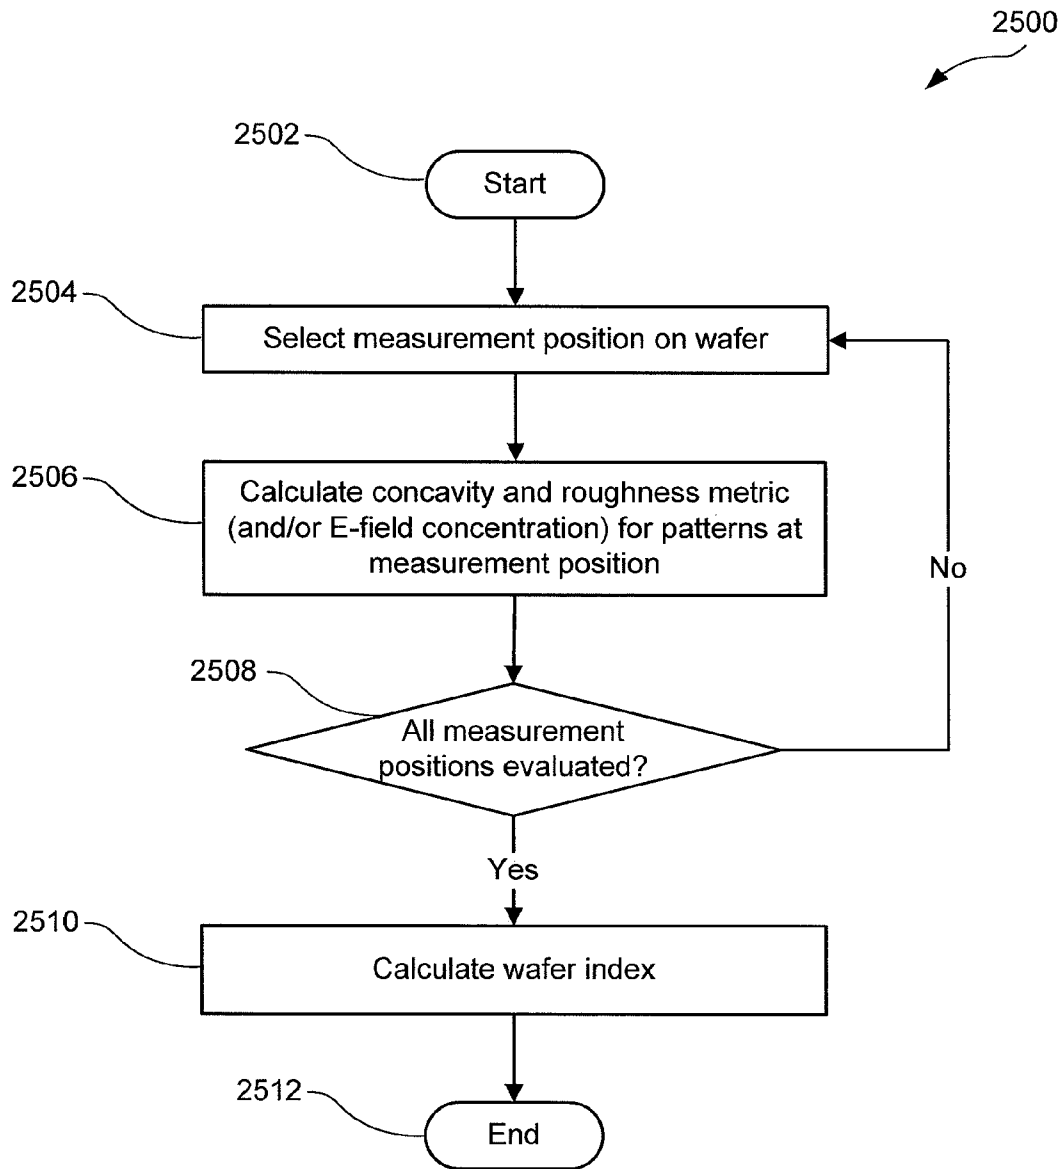 2500
2502
Start
2504
Select measurement position on wafer
2506
Calculate concavity and roughness metric
(and/or E-field concentration) for patterns at
measurement position
No
2508
All measurement
positions evaluated?
Yes
2510
Calculate wafer index
2512
End